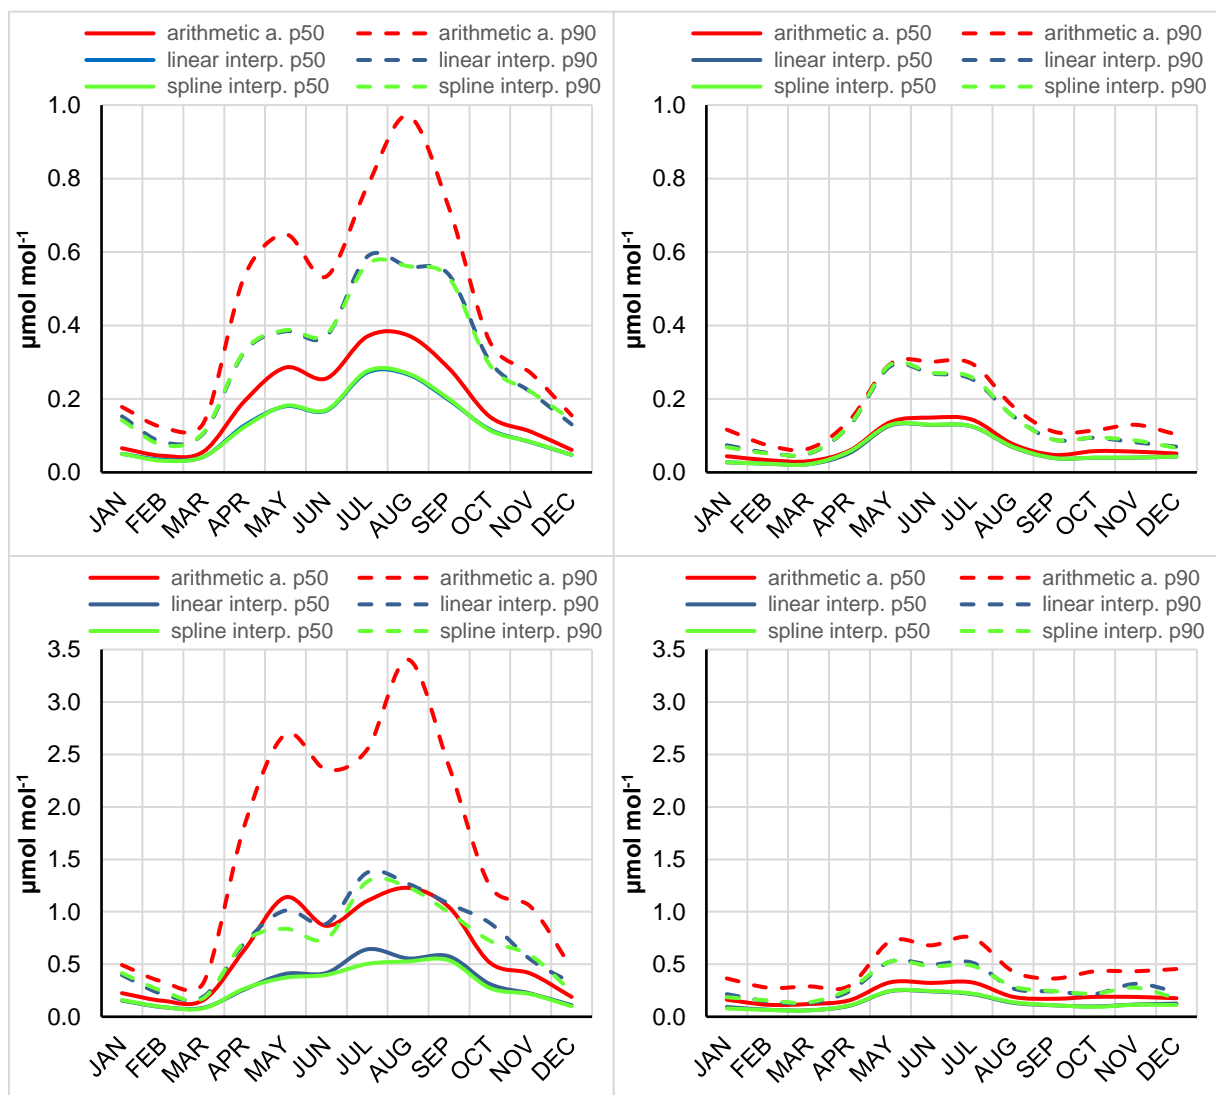 arithmetic a. p50 arithmetic a. p90
linear interp. p50 linear interp. p90
spline interp. p50 spline interp. p90
1.0
0.8
0.6
0.4
0.2
0.0
µmol mol-1
JAN FEB MAR APR MAY JUN JUL AUG SEP OCT NOV DEC
arithmetic a. p50 arithmetic a. p90
linear interp. p50 linear interp. p90
spline interp. p50 spline interp. p90
1.0
0.8
0.6
0.4
0.2
0.0
µmol mol-1
JAN FEB MAR APR MAY JUN JUL AUG SEP OCT NOV DEC
arithmetic a. p50 arithmetic a. p90
linear interp. p50 linear interp. p90
spline interp. p50 spline interp. p90
3.5
3.0
2.5
2.0
1.5
1.0
0.5
0.0
µmol mol-1
JAN FEB MAR APR MAY JUN JUL AUG SEP OCT NOV DEC
arithmetic a. p50 arithmetic a. p90
linear interp. p50 linear interp. p90
spline interp. p50 spline interp. p90
3.5
3.0
2.5
2.0
1.5
1.0
0.5
0.0
µmol mol-1
JAN FEB MAR APR MAY JUN JUL AUG SEP OCT NOV DEC